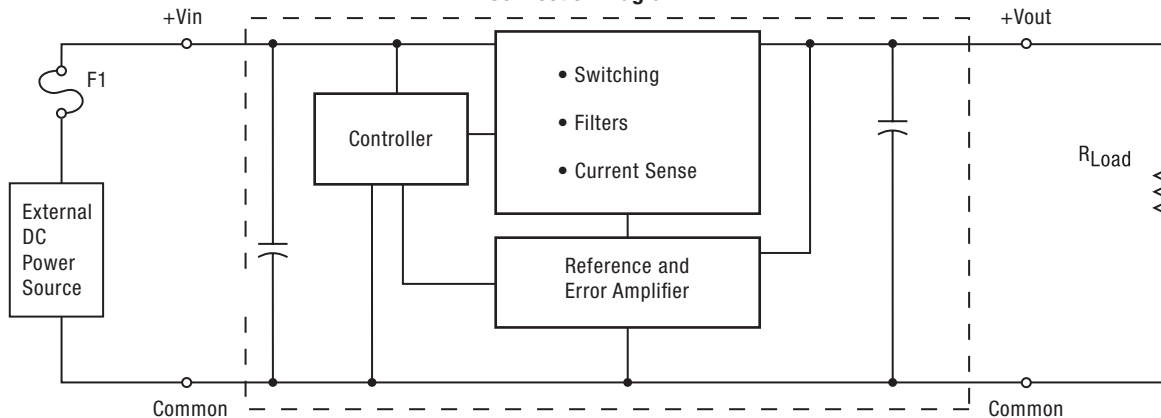 +Vin
+Vout
F1
• Switching
• Filters
• Current Sense
Controller
RLoad
External
DC
Power
Source
Reference and
Error Amplifier
Common
Common